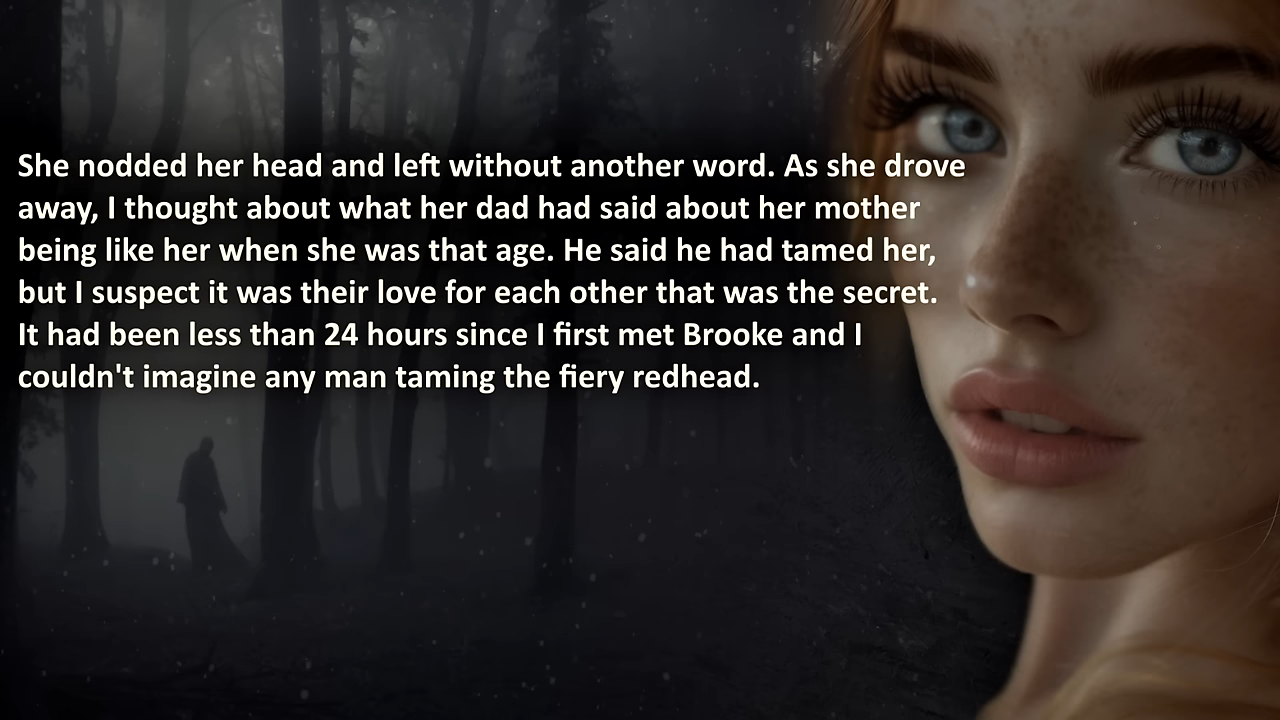 She nodded her head and left without another word. As she drove
away, I thought about what her dad had said about her mother
being like her when she was that age. He said he had tamed her,
but I suspect it was their love for each other that was the secret.
It had been less than 24 hours since I first met Brooke and I
couldn't imagine any man taming the fiery redhead.